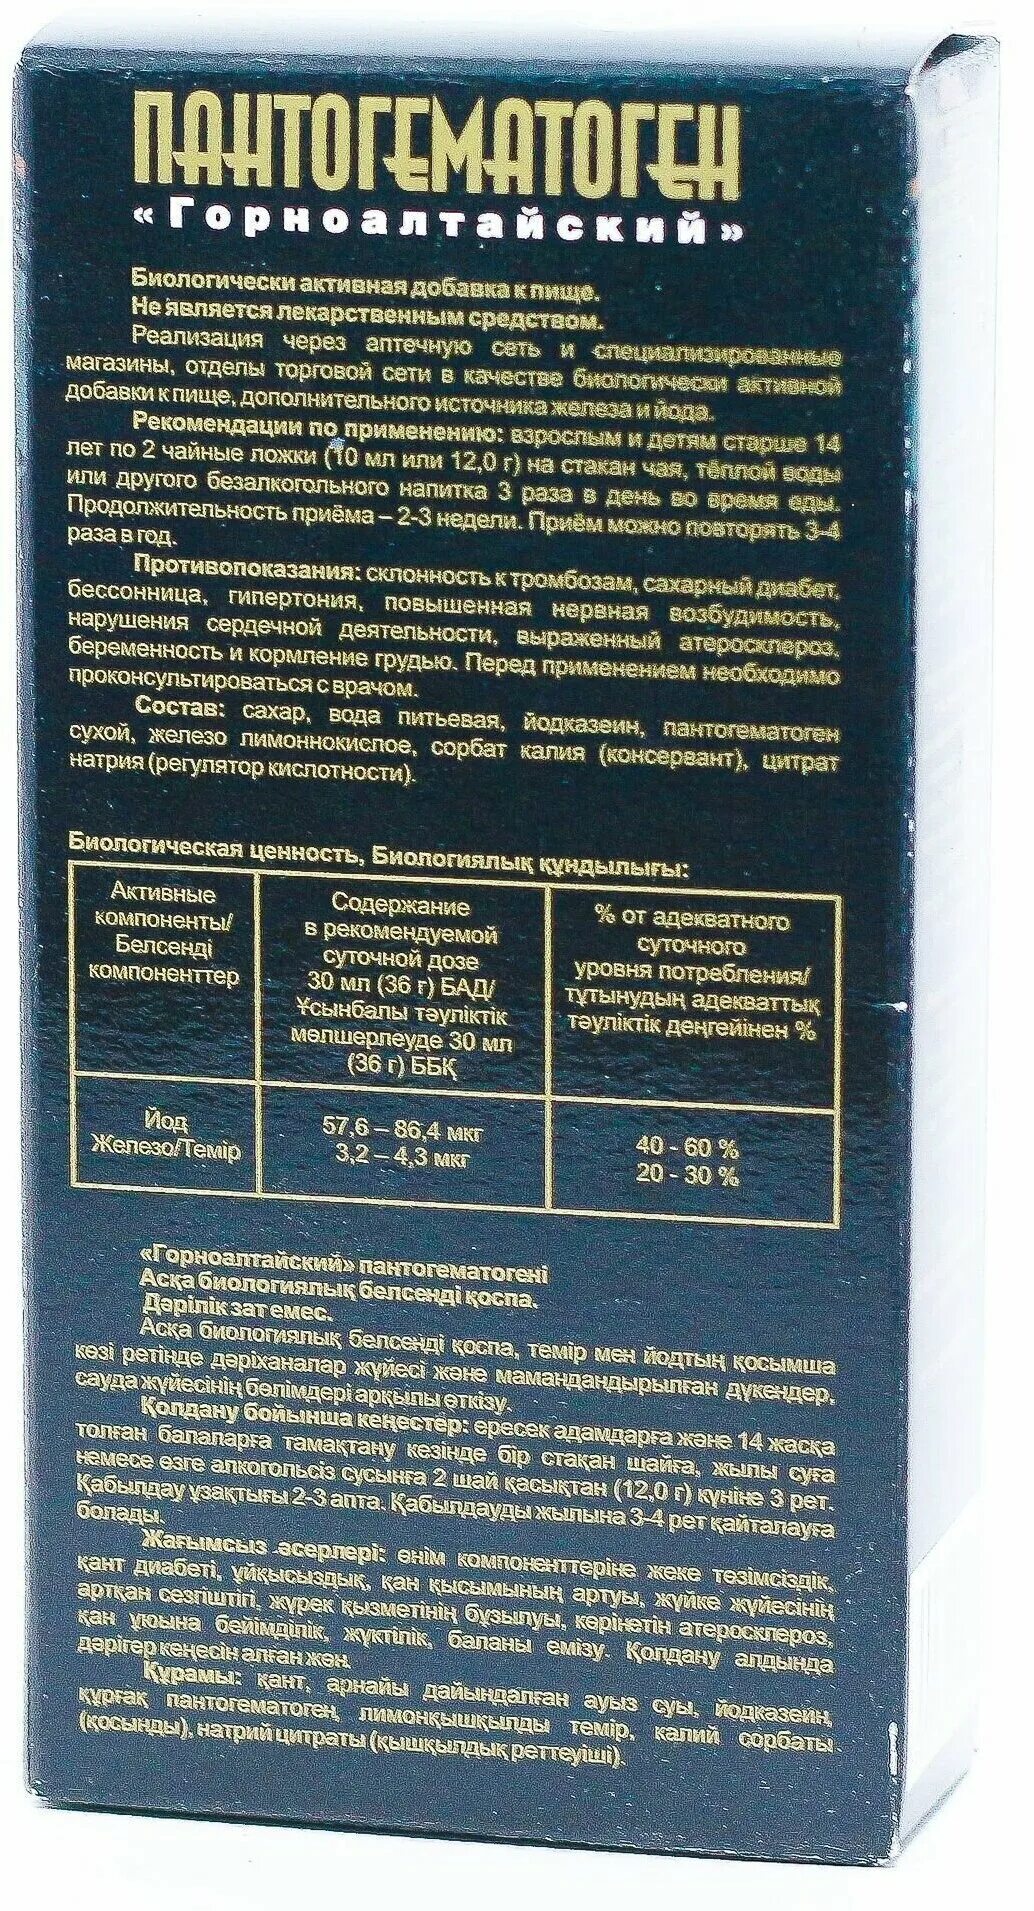 ПАНТОГЕМАТОГЕН
«Горноалтайский»
Биологически активная добавка к пище.
Не является лекарственным средством.
Реализация через аптечную сеть и специализированные
магазины, отделы торговой сети в качестве биологически активной
добавки к пище, дополнительного источника железа и йода.
Рекомендации по применению: взрослым и детям старше 14
лет по 2 чайные ложки (10 мл или 12,0 г) на стакан чая, тёплой воды
или другого безалкогольного напитка 3 раза в день во время еды.
Продолжительность приёма – 2-3 недели. Приём можно повторять 3-4
раза в год.
Противопоказания: склонность к тромбозам, сахарный диабет,
бессонница, гипертония, повышенная нервная возбудимость,
нарушения сердечной деятельности, выраженный атеросклероз,
беременность и кормление грудью. Перед применением необходимо
проконсультироваться с врачом.
Состав: сахар, вода питьевая, йодказеин, пантогематоген
сухой, железо лимоннокислое, сорбат калия (консервант), цитрат
натрия (регулятор кислотности).
Биологическая ценность, Биологиялық құндылығы:
Активные
компоненты/
Белсенді
компоненттер
Содержание
в рекомендуемой
суточной дозе
30 мл (36 г) БАД/
Ұсынбалы тәуліктік
мөлшерлеуде 30 мл
(36 г) ББҚ
% от адекватного
суточного
уровня потребления/
тұтынудың адекваттық
тәуліктік деңгейінен %
Йод 57,6 – 86,4 мкг 40 - 60 %
Железо/Темір 3,2 – 4,3 мкг 20 - 30 %
«Горноалтайский» пантогематогені
Асқа биологиялық белсенді қоспа.
Дәрілік зат емес.
Асқа биологиялық белсенді қоспа, темір мен йодтың қосымша
көзі ретінде дәріханалар жүйесі және мамандандырылған дүкендер,
сауда жүйесінің бөлімдері арқылы өткізу.
Қолдану бойынша кеңестер: ересек адамдарға және 14 жасқа
толған балаларға тамақтану кезінде бір стакан шайға, жылы суға
немесе өзге алкогольсіз сусынға 2 шай қасықтан (12,0 г) күніне 3 рет.
Қабылдау ұзақтығы 2-3 апта. Қабылдауды жылына 3-4 рет қайталауға
болады.
Жағымсыз әсерлері: өнім компоненттеріне жеке төзімсіздік,
қант диабеті, ұйқысыздық, қан қысымының артуы, жүйке жүйесінің
артқан сезгіштігі, жүрек қызметінің бұзылуы, көрінетін атеросклероз,
қан ұюына бейімділік, жүктілік, баланы емізу. Қолдану алдында
дәрігер кеңесін алған жөн.
Құрамы: қант, арнайы дайындалған ауыз суы, йодказеин,
құрғақ пантогематоген, лимонқышқылды темір, калий сорбаты
(қосынды), натрий цитраты (қышқылдық реттеуіші).